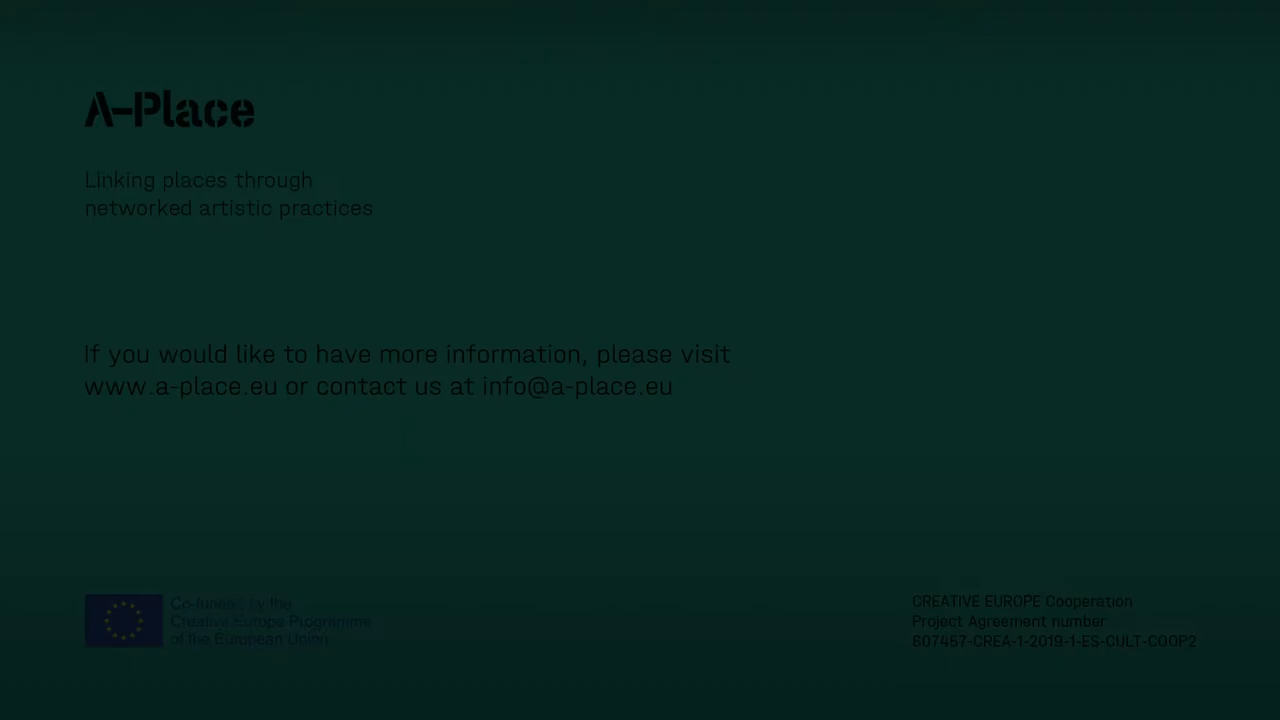 A-Place
Linking places through
networked artistic practices
If you would like to have more information, please visit
www.a-place.eu or contact us at info@a-place.eu
Co-funded by the
Creative Europe Programme
of the European Union
CREATIVE EUROPE Cooperation
Project Agreement number
607457-CREA-1-2019-1-ES-CULT-COOP2